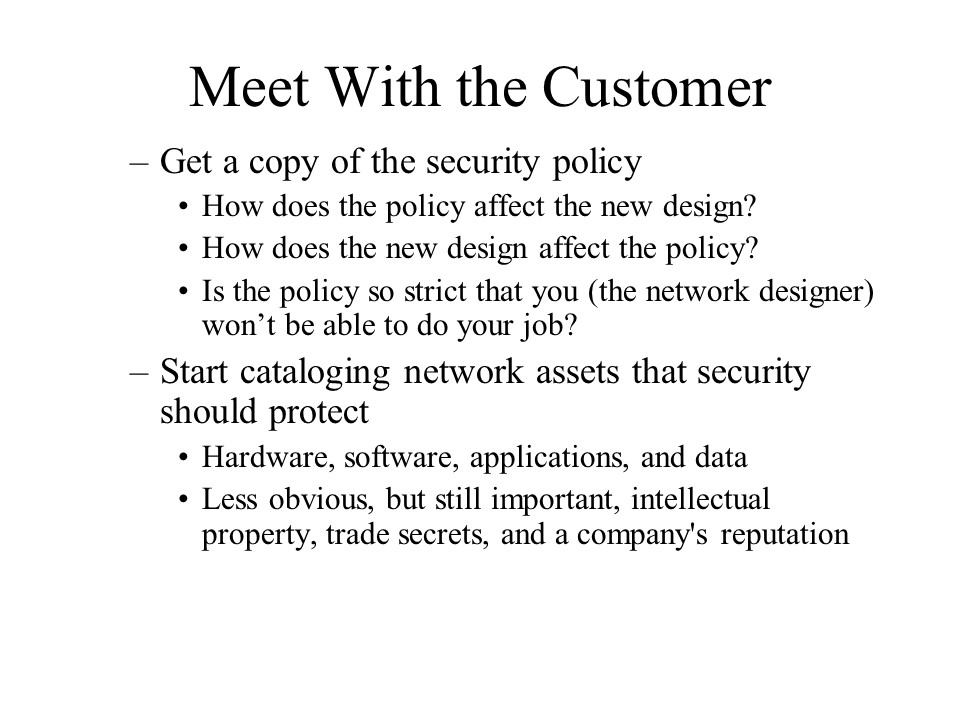 Meet With the Customer
– Get a copy of the security policy
• How does the policy affect the new design?
• How does the new design affect the policy?
• Is the policy so strict that you (the network designer)
won’t be able to do your job?
– Start cataloging network assets that security
should protect
• Hardware, software, applications, and data
• Less obvious, but still important, intellectual
property, trade secrets, and a company's reputation